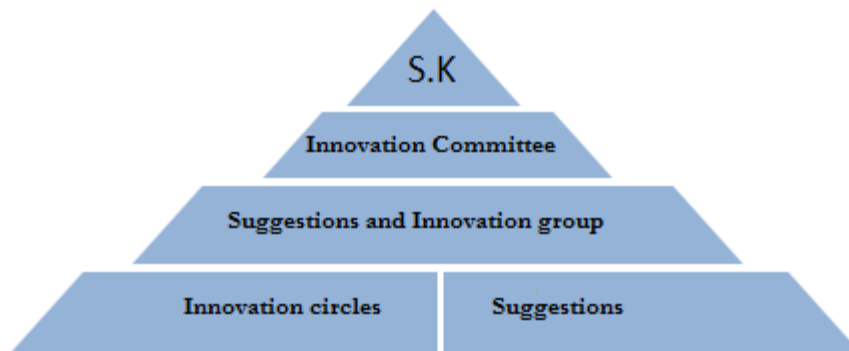 S.K
Innovation Committee
Suggestions and Innovation group
Innovation circles
Suggestions